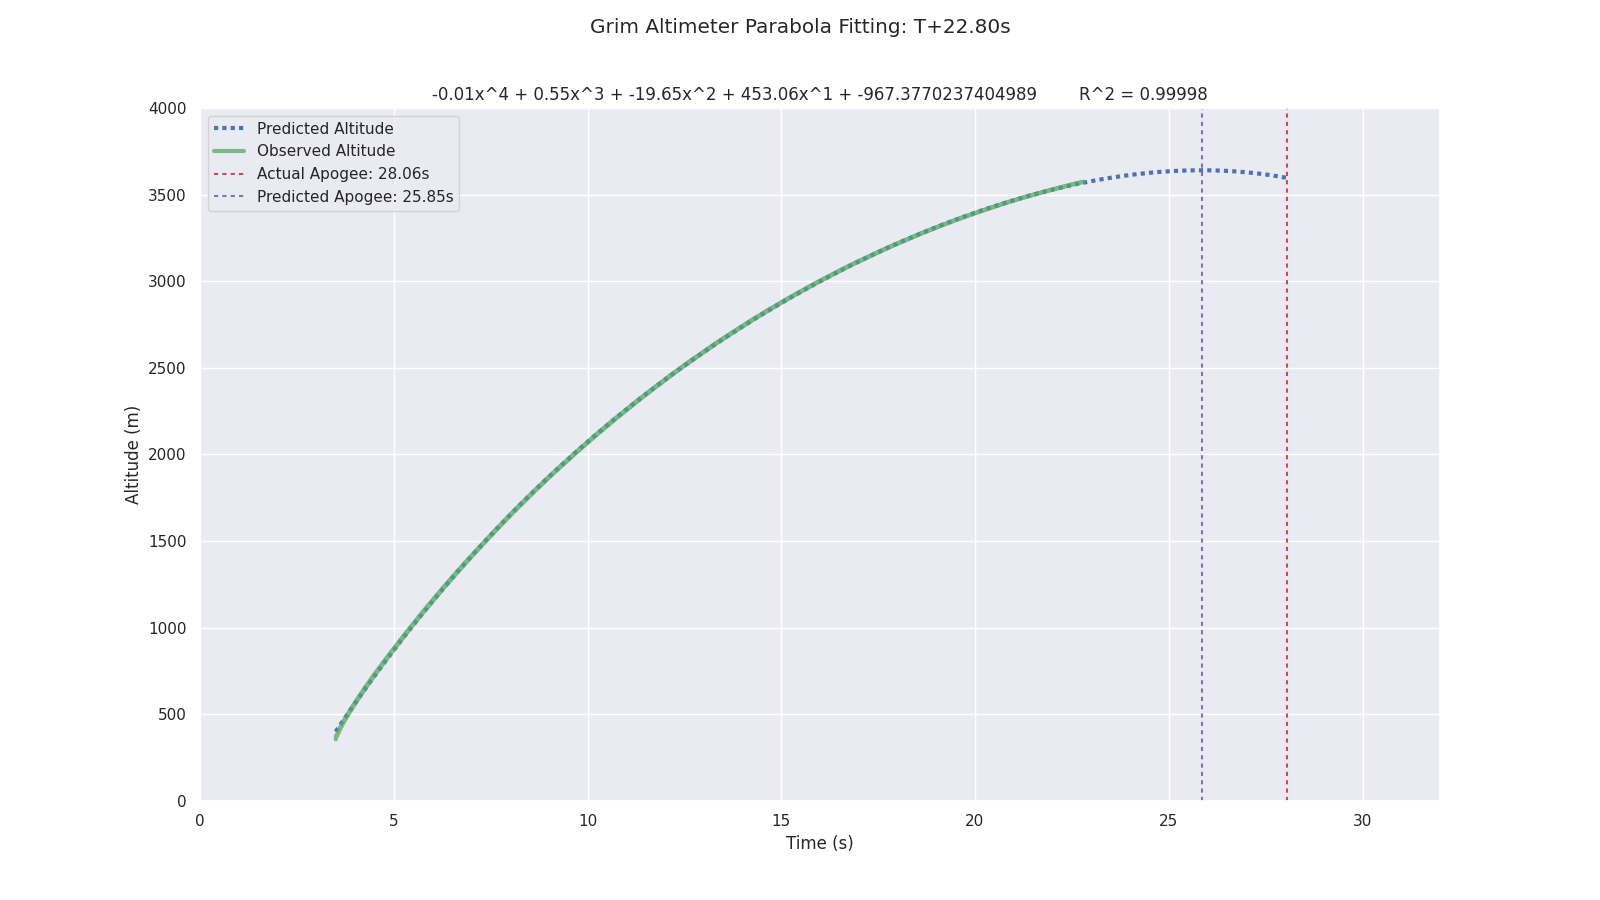 Grim Altimeter Parabola Fitting: T+22.80s
-0.01x^4 + 0.55x^3 + -19.65x^2 + 453.06x^1 + -967.3770237404989 R^2 = 0.99998
Predicted Altitude
Observed Altitude
Actual Apogee: 28.06s
Predicted Apogee: 25.85s
4000
3500
3000
2500
2000
1500
1000
500
0
Altitude (m)
0 5 10 15 20 25 30
Time (s)